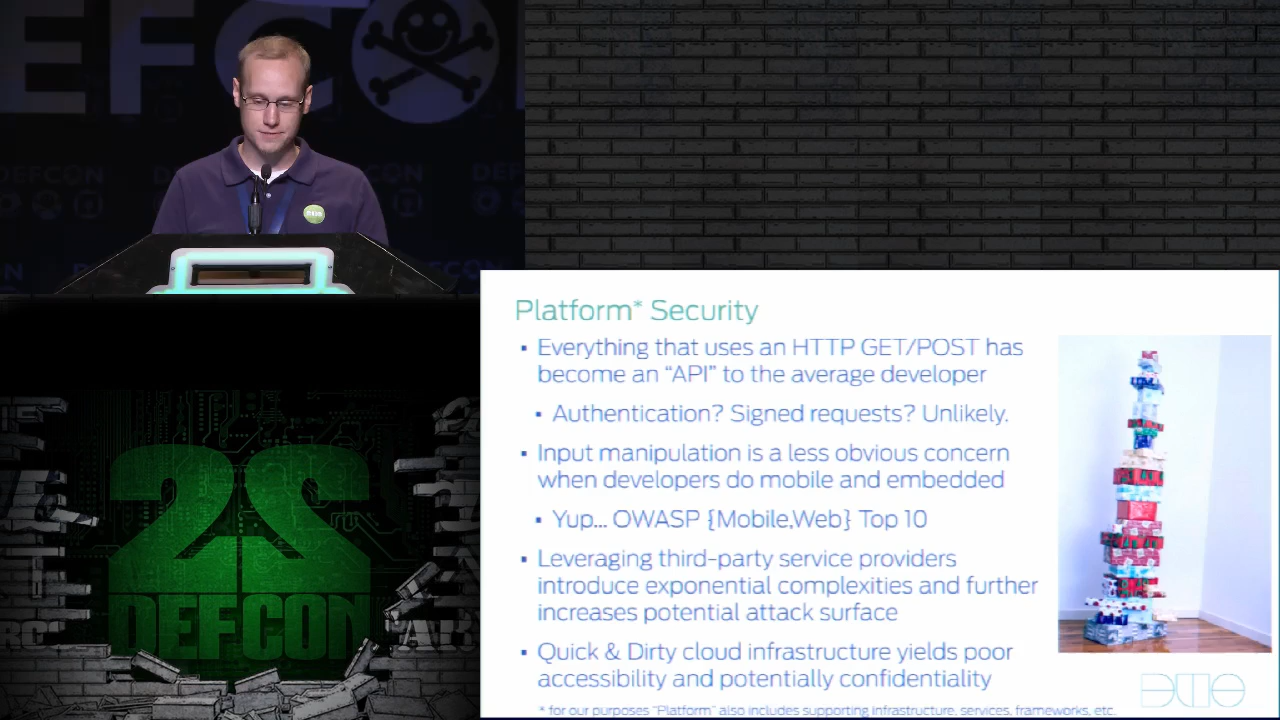 EFC
DEFCON
DEFCON
Platform* Security
▪ Everything that uses an HTTP GET/POST has
become an “API” to the average developer
▪ Authentication? Signed requests? Unlikely.
▪ Input manipulation is a less obvious concern
when developers do mobile and embedded
▪ Yup... OWASP {Mobile,Web} Top 10
▪ Leveraging third-party service providers
introduce exponential complexities and further
increases potential attack surface
▪ Quick & Dirty cloud infrastructure yields poor
accessibility and potentially confidentiality
* for our purposes “Platform” also includes supporting infrastructure, services, frameworks, etc.
DUO
22
DEFCON